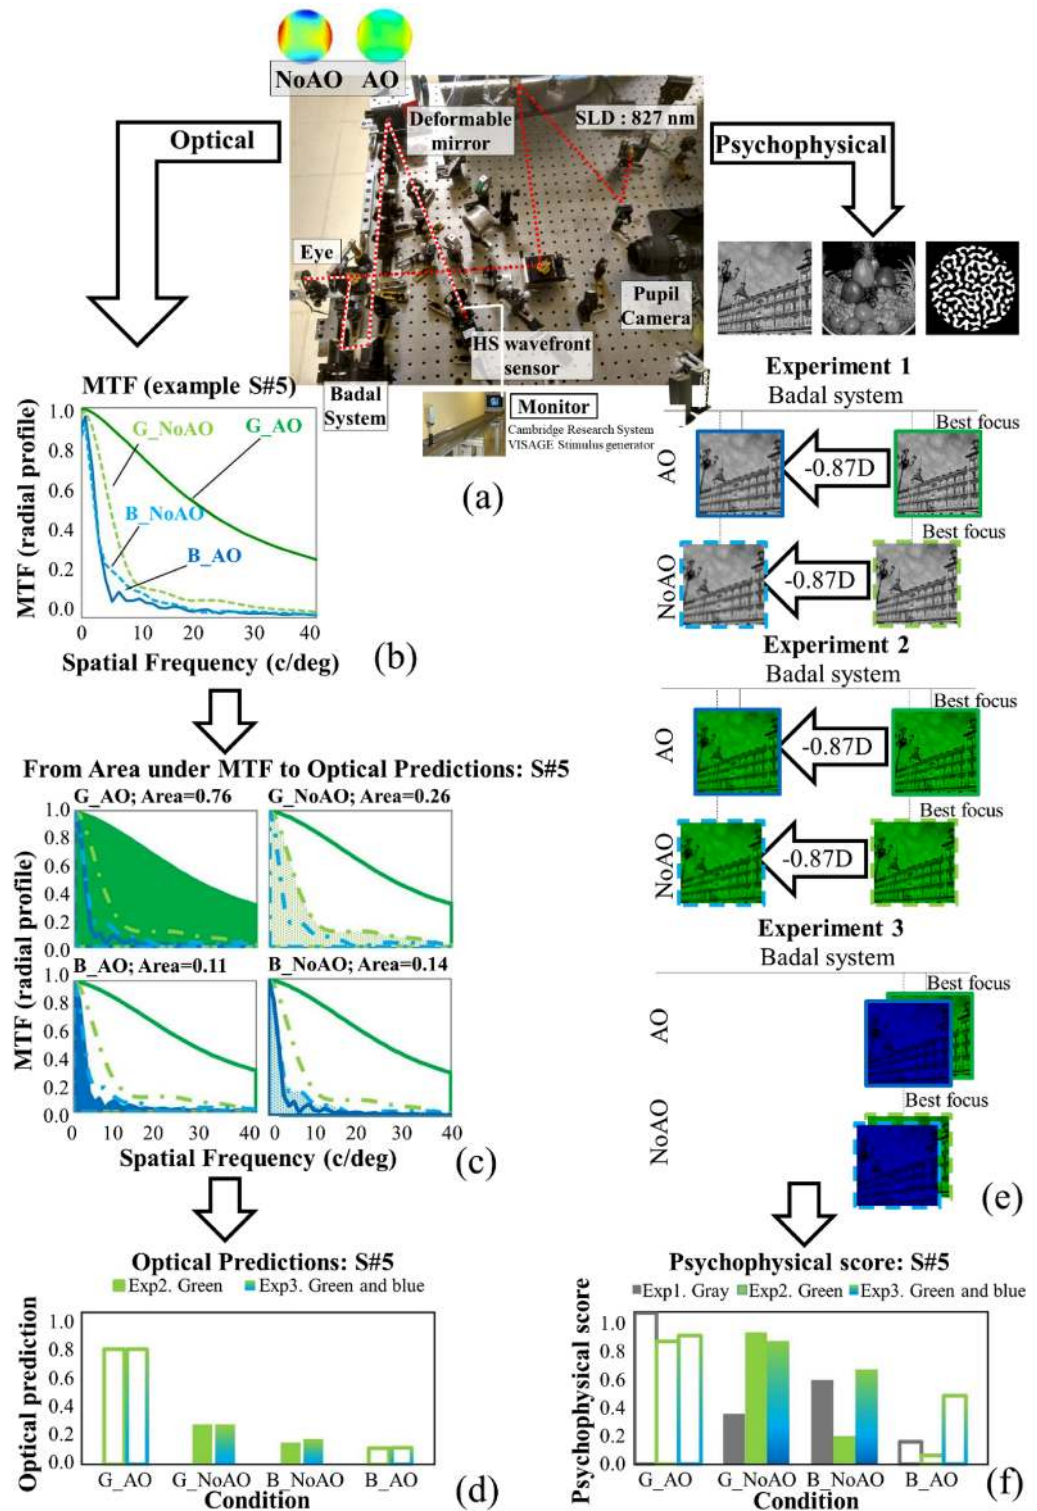 NoAO AO
Optical
Deformable
mirror
SLD : 827 nm
Psychophysical
Eye
Pupil
Camera
HS wavefront
sensor
Badal
System
Monitor
Cambridge Research System
VISAGE Stimulus generator
(a)
MTF (example S#5)
MTF (radial profile)
1.0
0.8
0.6
0.4
0.2
0.0
G_NoAO
G_AO
B_NoAO
B_AO
0 10 20 30 40
Spatial Frequency (c/deg)
(b)
From Area under MTF to Optical Predictions: S#5
G_AO; Area=0.76
G_NoAO; Area=0.26
MTF (radial profile)
1.0
0.8
0.6
0.4
0.2
0.0
B_AO; Area=0.11
B_NoAO; Area=0.14
1.0
0.8
0.6
0.4
0.2
0.0
0 10 20 30 0 10 20 30 40
Spatial Frequency (c/deg)
(c)
Optical Predictions: S#5
Exp2. Green
Exp3. Green and blue
Optical prediction
1.0
0.8
0.6
0.4
0.2
0.0
G_AO G_NoAO B_NoAO B_AO
Condition
(d)
Experiment 1
Badal system
Best focus
AO
-0.87D
Best focus
NoAO
-0.87D
Experiment 2
Badal system
Best focus
AO
-0.87D
Best focus
NoAO
-0.87D
Experiment 3
Badal system
Best focus
AO
Best focus
NoAO
(e)
Psychophysical score: S#5
Exp1. Gray
Exp2. Green
Exp3. Green and blue
Psychophysical score
1.0
0.8
0.6
0.4
0.2
0.0
G_AO G_NoAO B_NoAO B_AO
Condition
(f)